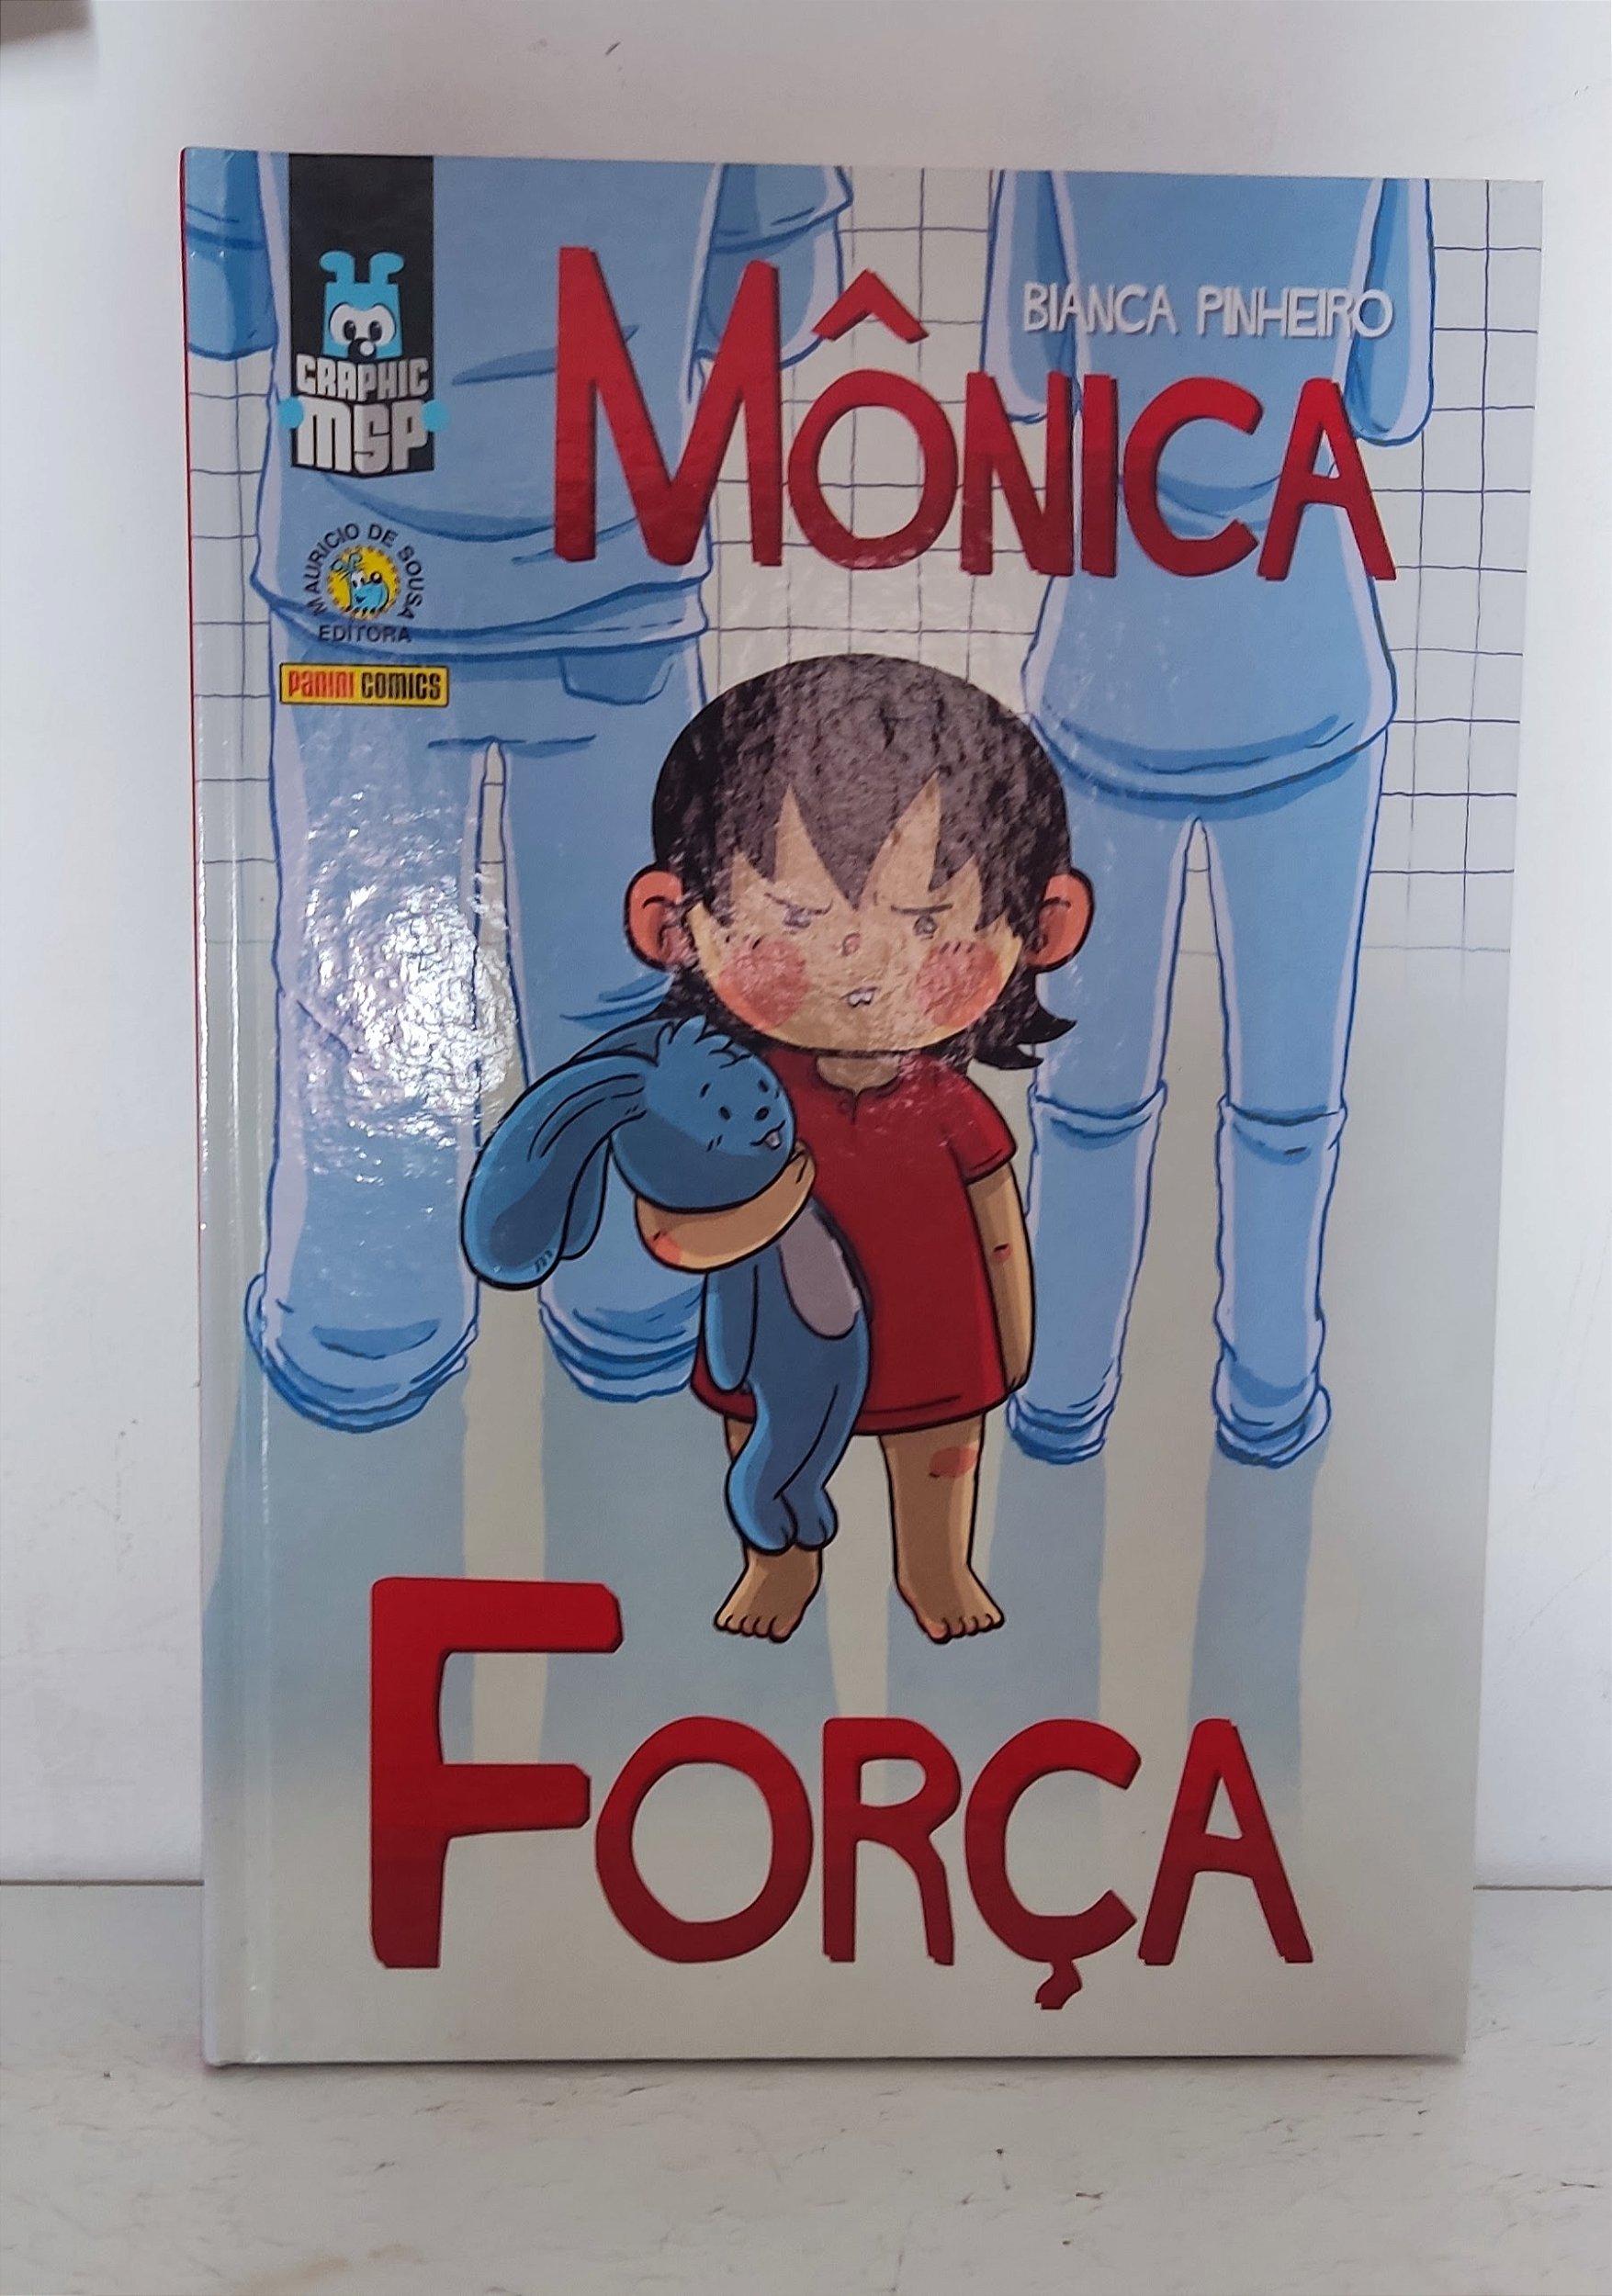 GRAPHIC
MSP
MAURICIO DE SOUSA
EDITORA
PANINI COMICS
BIANCA PINHEIRO
MÔNICA
FORÇA